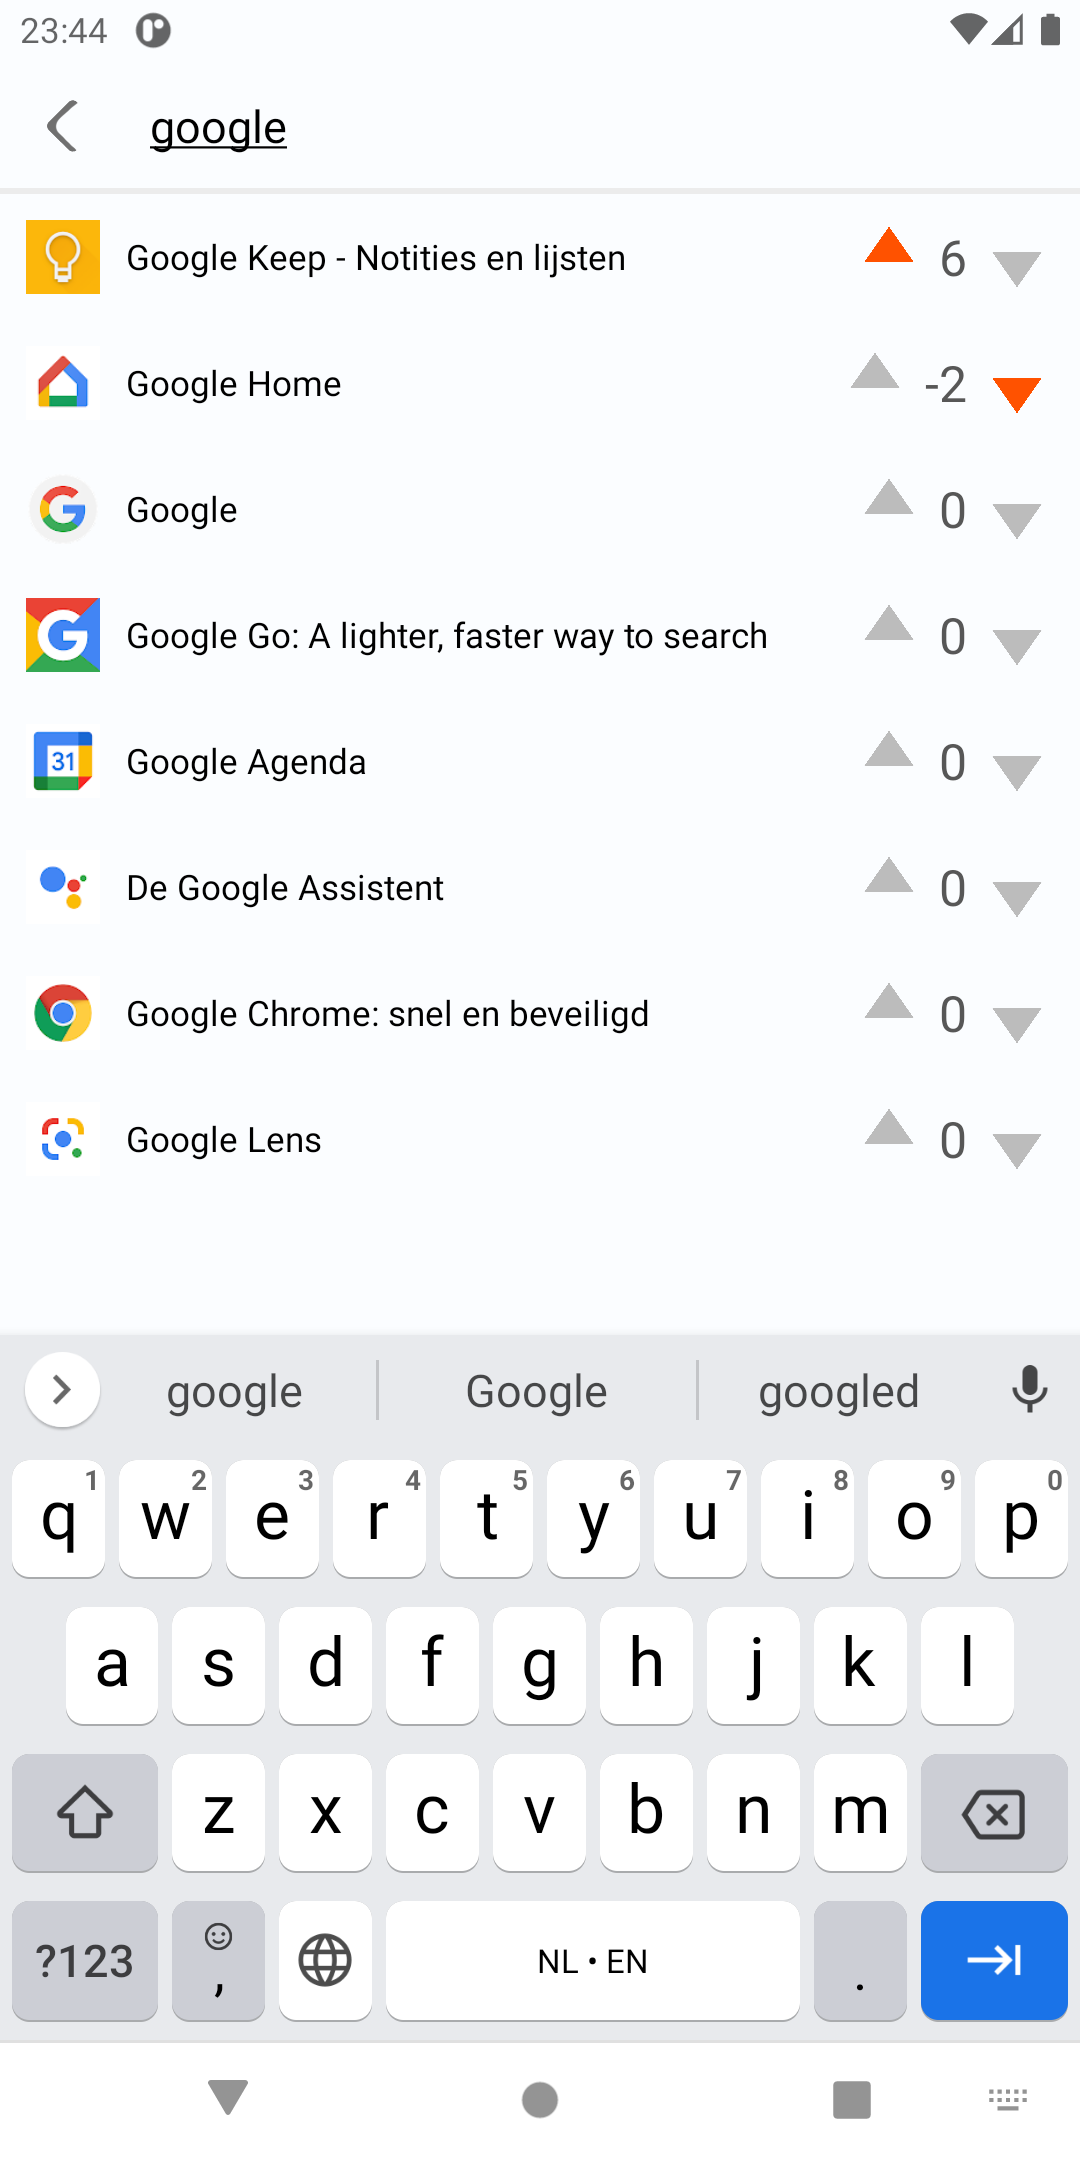 23:44
google
Google Keep - Notities en lijsten 6
Google Home -2
Google 0
Google Go: A lighter, faster way to search 0
31
Google Agenda 0
De Google Assistent 0
Google Chrome: snel en beveiligd 0
Google Lens 0
google Google googled
1 2 3 4 5 6 7 8 9 0
q w e r t y u i o p
a s d f g h j k l
z x c v b n m
?123 , NL • EN .